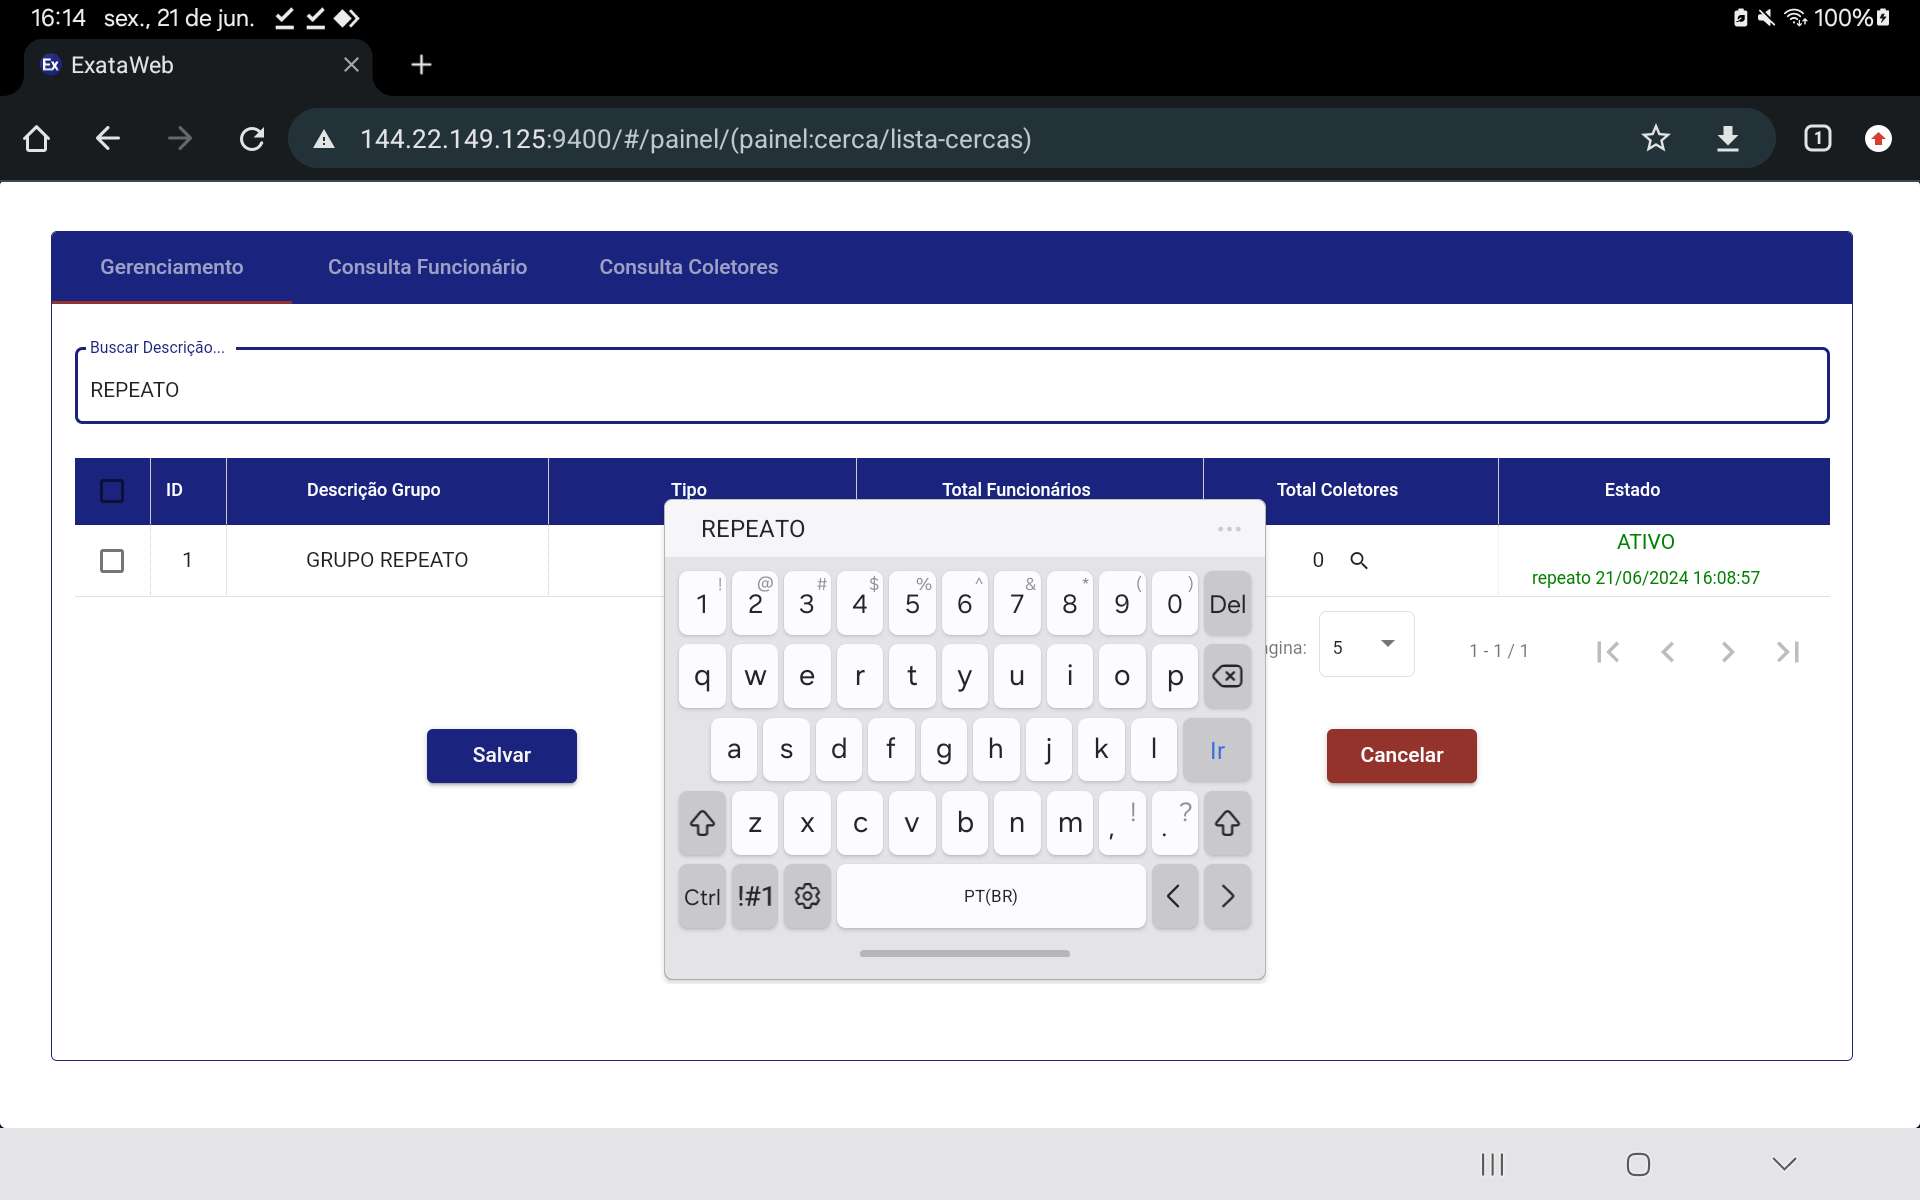 16:14 sex., 21 de jun. 100%
Ex ExataWeb
144.22.149.125:9400/#/painel/(painel:cerca/lista-cercas) 1
Gerenciamento Consulta Funcionário Consulta Coletores
Buscar Descrição...
REPEATO
ID Descrição Grupo Tipo Total Funcionários Total Coletores Estado
1 GRUPO REPEATO 0 ATIVO
repeato 21/06/2024 16:08:57
gina: 5 1 - 1 / 1
Salvar Cancelar
REPEATO ...
! @ # $ % ^ & * ( )
1 2 3 4 5 6 7 8 9 0 Del
q w e r t y u i o p
a s d f g h j k l Ir
z x c v b n m , ! . ?
Ctrl !#1 PT(BR)